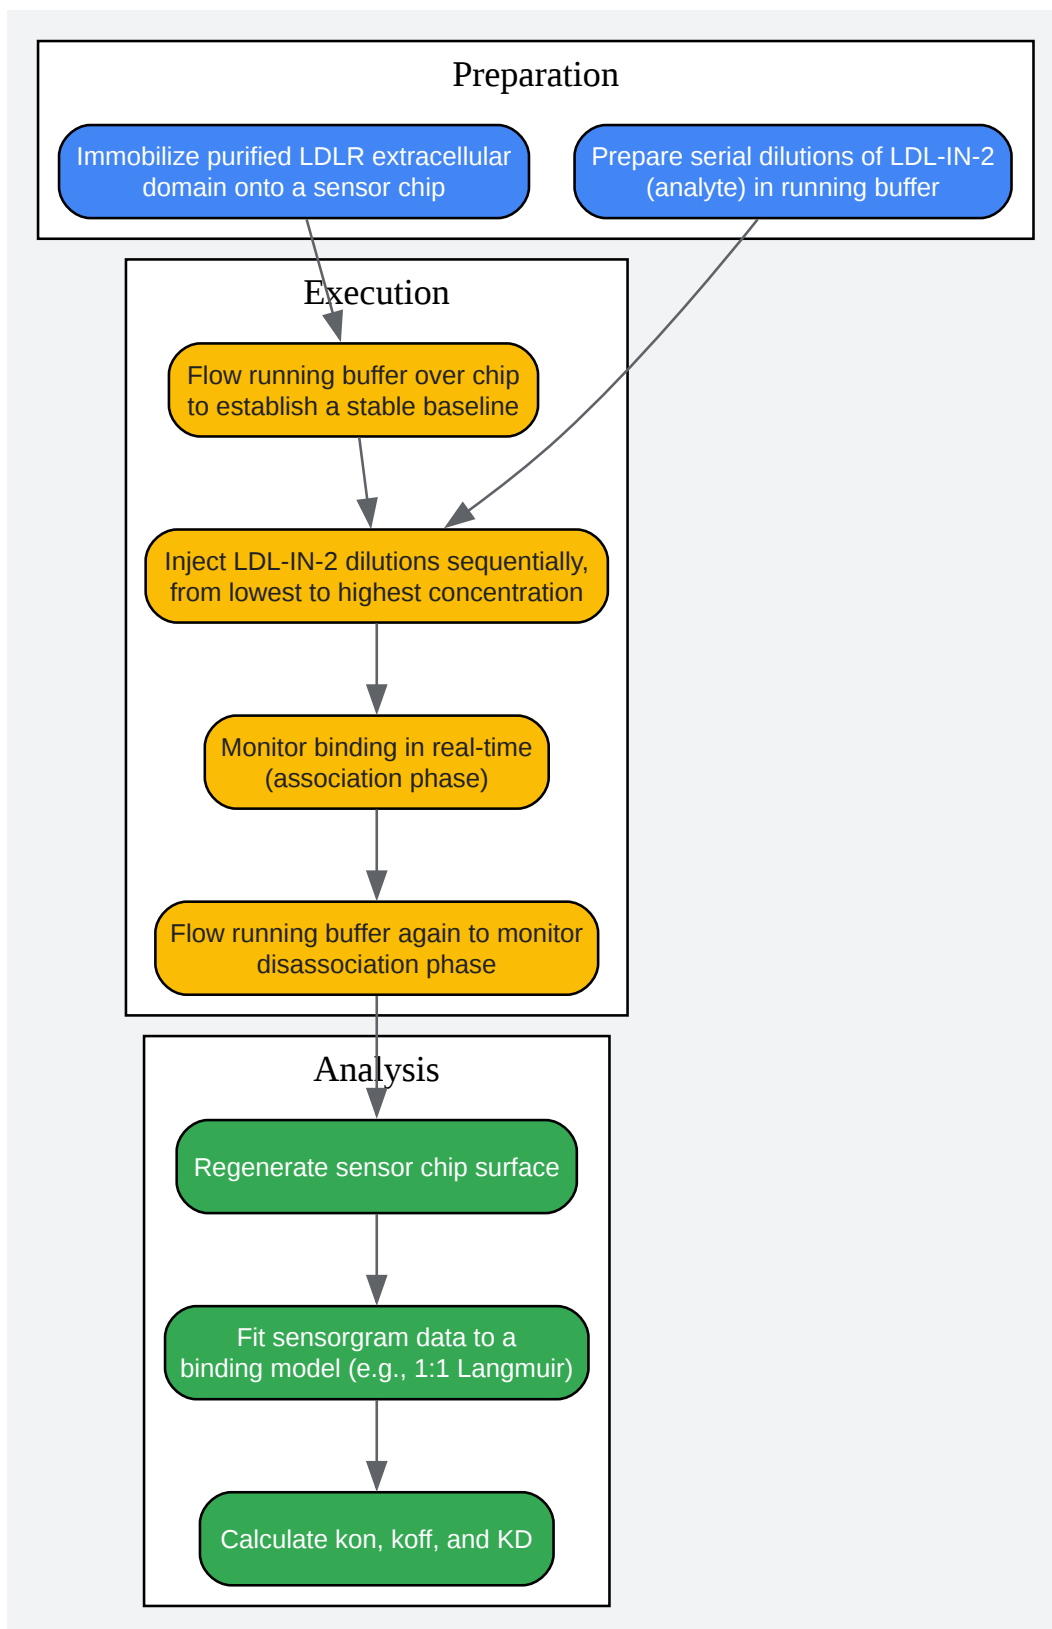 Preparation
Immobilize purified LDLR extracellular
domain onto a sensor chip
Prepare serial dilutions of LDL-IN-2
(analyte) in running buffer
Execution
Flow running buffer over chip
to establish a stable baseline
Inject LDL-IN-2 dilutions sequentially,
from lowest to highest concentration
Monitor binding in real-time
(association phase)
Flow running buffer again to monitor
disassociation phase
Analysis
Regenerate sensor chip surface
Fit sensorgram data to a
binding model (e.g., 1:1 Langmuir)
Calculate kon, koff, and KD